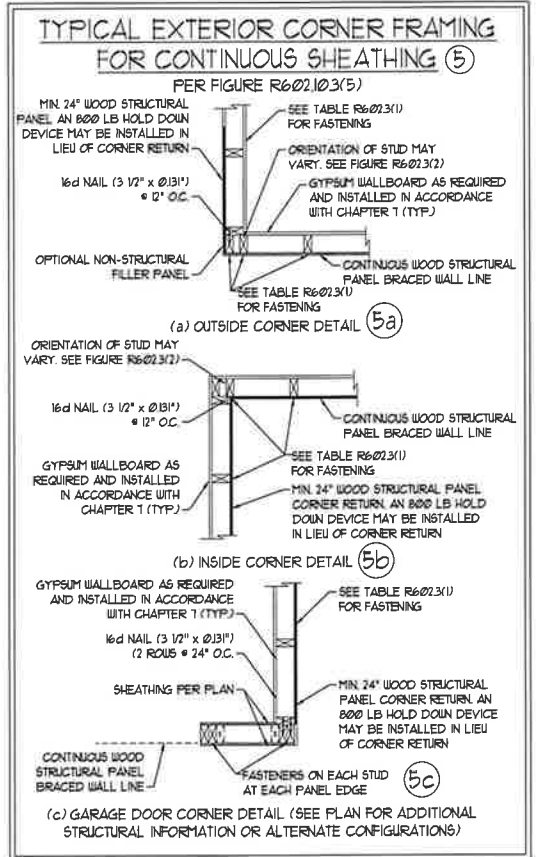 TYPICAL EXTERIOR CORNER FRAMING
FOR CONTINUOUS SHEATHING 5
PER FIGURE R602.10.3(5)
MIN. 24" WOOD STRUCTURAL
PANEL AN 800 LB HOLD DOWN
DEVICE MAY BE INSTALLED IN
LIEU OF CORNER RETURN
SEE TABLE R602.3(1)
FOR FASTENING
ORIENTATION OF STUD MAY
VARY. SEE FIGURE R602.3(2)
16d NAIL (3 1/2" x 0.131")
@ 12" O.C.
GYPSUM WALLBOARD AS REQUIRED
AND INSTALLED IN ACCORDANCE
WITH CHAPTER 7 (TYP.)
OPTIONAL NON-STRUCTURAL
FILLER PANEL
CONTINUOUS WOOD STRUCTURAL
PANEL BRACED WALL LINE
SEE TABLE R602.3(1)
FOR FASTENING
(a) OUTSIDE CORNER DETAIL 5a
ORIENTATION OF STUD MAY
VARY. SEE FIGURE R602.3(2)
16d NAIL (3 1/2" x 0.131")
@ 12" O.C.
CONTINUOUS WOOD STRUCTURAL
PANEL BRACED WALL LINE
SEE TABLE R602.3(1)
FOR FASTENING
GYPSUM WALLBOARD AS
REQUIRED AND INSTALLED
IN ACCORDANCE WITH
CHAPTER 7 (TYP.)
MIN. 24" WOOD STRUCTURAL PANEL
CORNER RETURN. AN 800 LB HOLD
DOWN DEVICE MAY BE INSTALLED
IN LIEU OF CORNER RETURN
(b) INSIDE CORNER DETAIL 5b
GYPSUM WALLBOARD AS REQUIRED
AND INSTALLED IN ACCORDANCE
WITH CHAPTER 7 (TYP.)
SEE TABLE R602.3(1)
FOR FASTENING
16d NAIL (3 1/2" x 0.131")
(2 ROWS @ 24" O.C.
SHEATHING PER PLAN
MIN. 24" WOOD STRUCTURAL
PANEL CORNER RETURN. AN
800 LB HOLD DOWN DEVICE
MAY BE INSTALLED IN LIEU
OF CORNER RETURN
CONTINUOUS WOOD
STRUCTURAL PANEL
BRACED WALL LINE
FASTENERS ON EACH STUD
AT EACH PANEL EDGE
5c
(c) GARAGE DOOR CORNER DETAIL (SEE PLAN FOR ADDITIONAL
STRUCTURAL INFORMATION OR ALTERNATE CONFIGURATIONS)